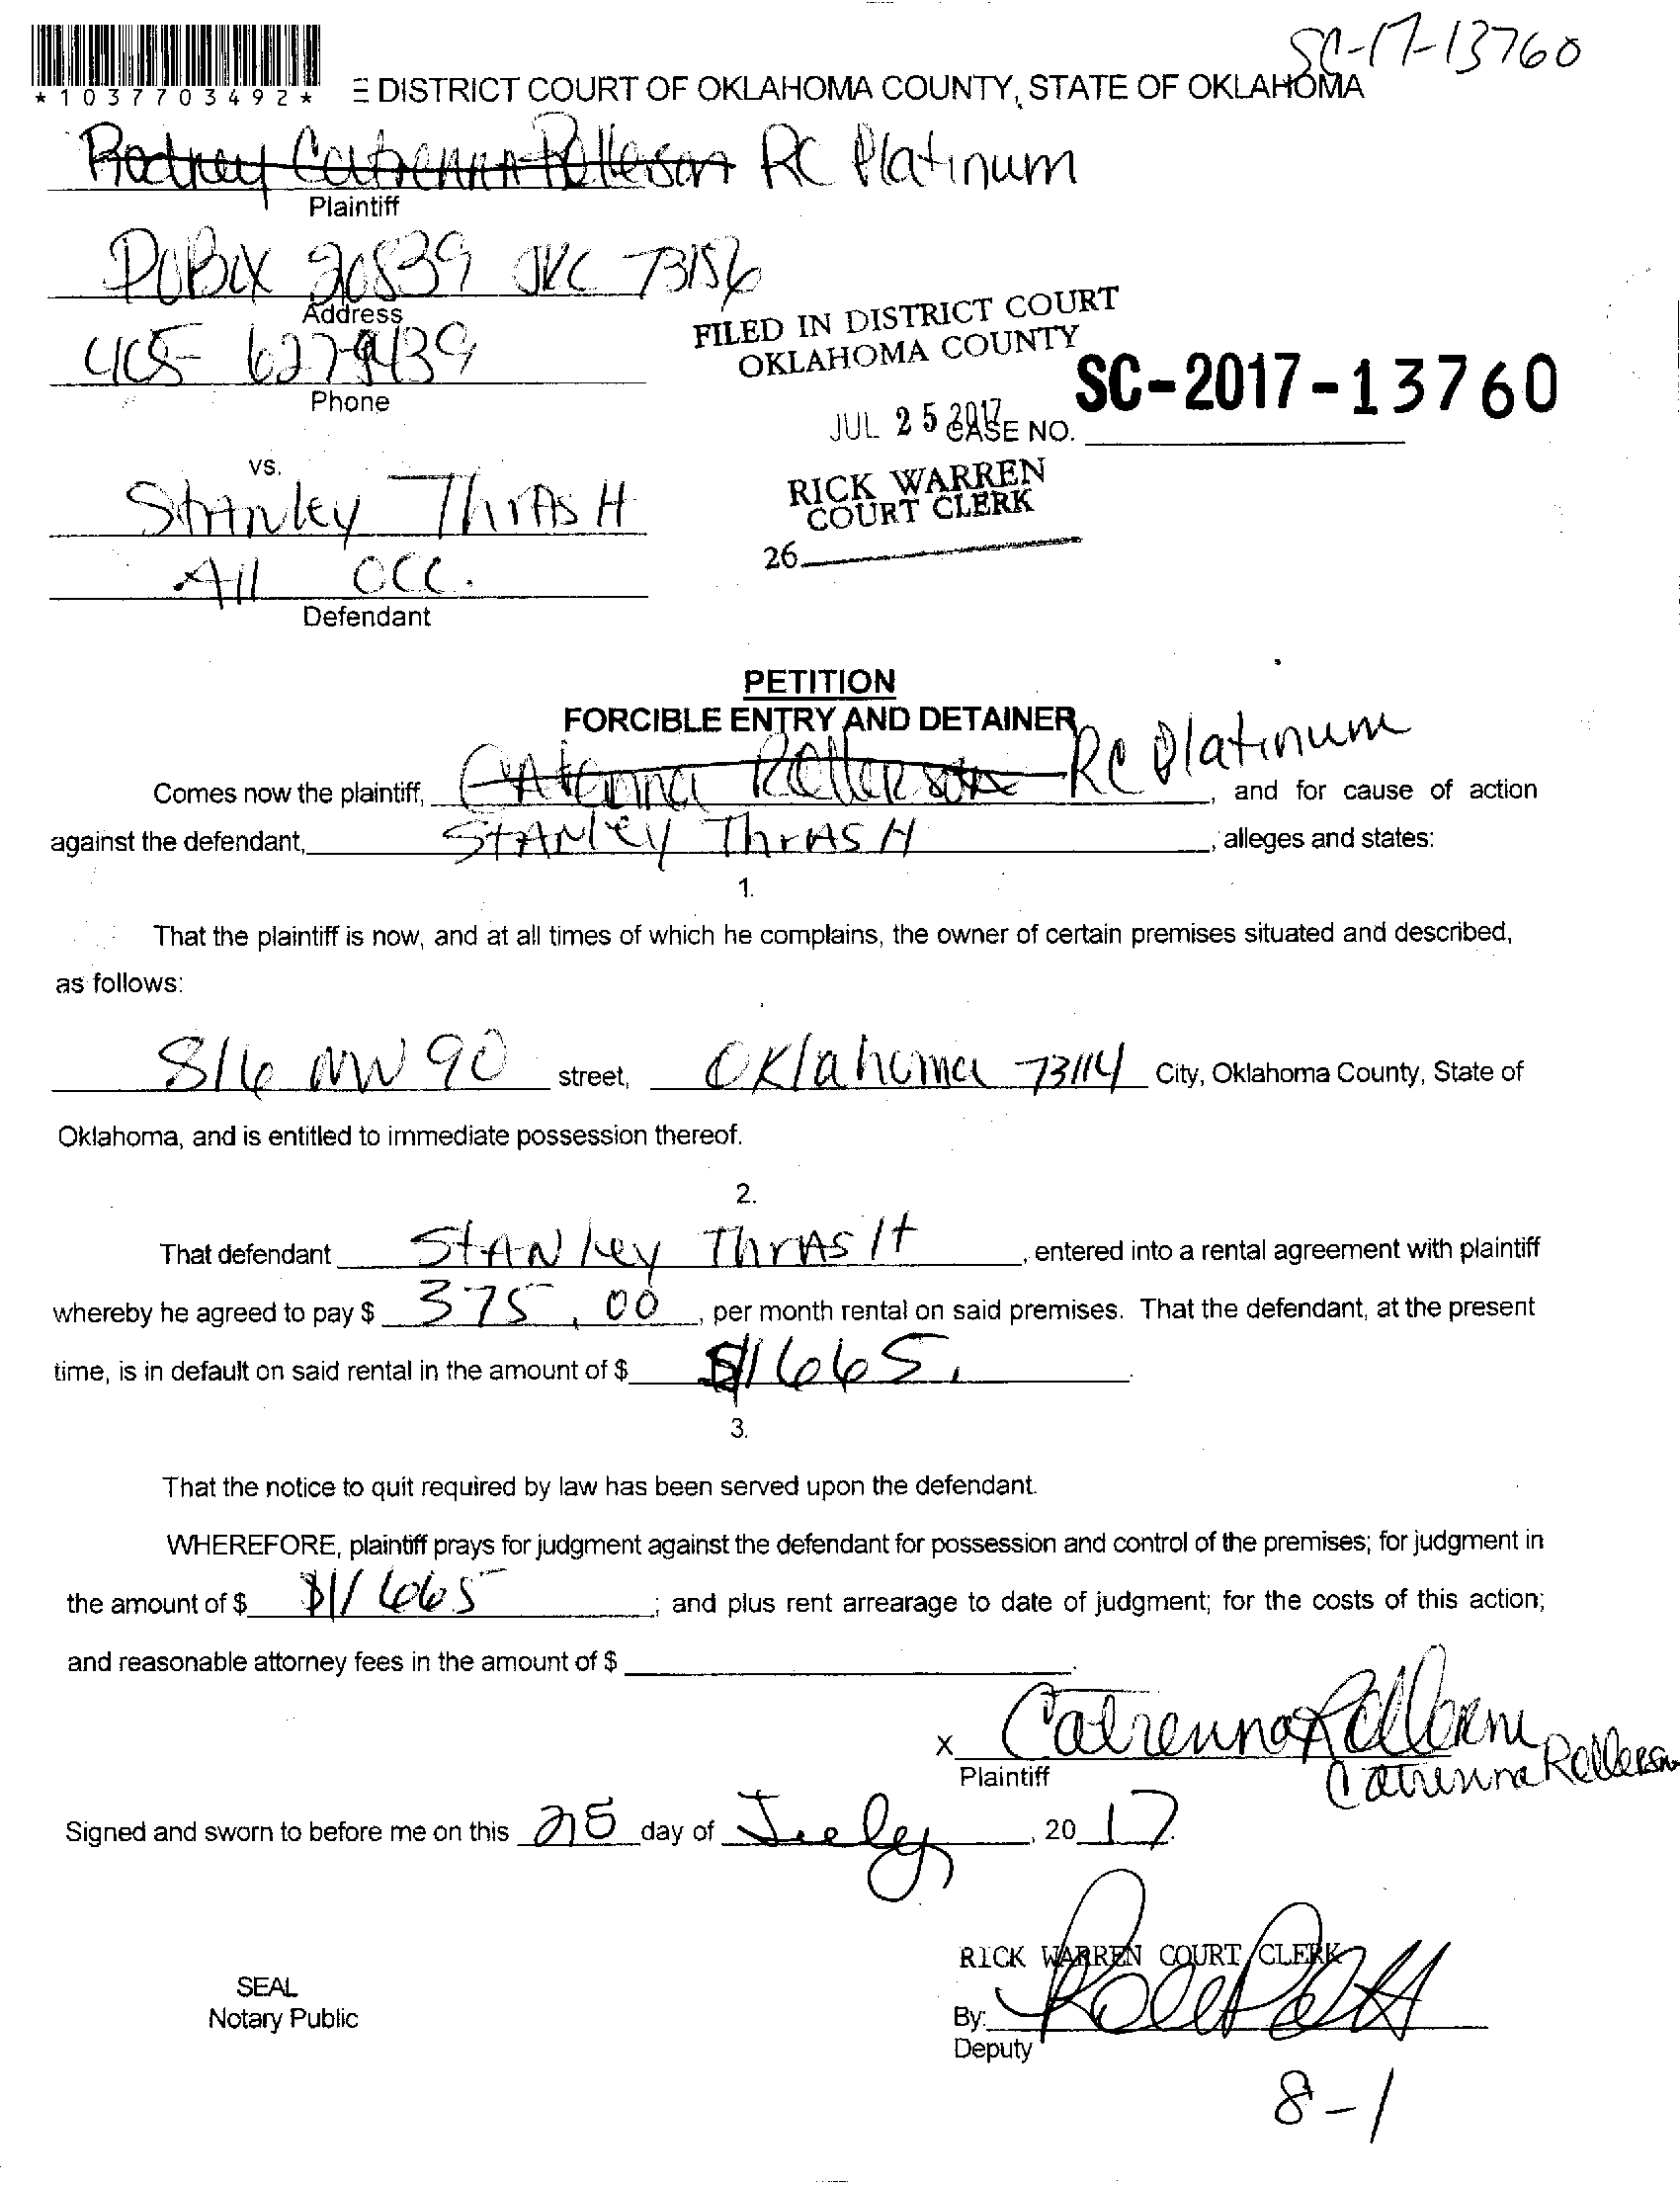 SC-17-13760
*1037703492*
E DISTRICT COURT OF OKLAHOMA COUNTY, STATE OF OKLAHOMA
Rodney Catrenna Rollerson RC Platinum
Plaintiff
POBOX 20839 OKC 73156
Address
405- 627-9439
Phone
FILED IN DISTRICT COURT
OKLAHOMA COUNTY
JUL 25 2017
CASE NO. SC-2017-13760
RICK WARREN
COURT CLERK
26
vs.
Stanley ThrasH
All Occ.
Defendant
PETITION
FORCIBLE ENTRY AND DETAINER
Comes now the plaintiff, Catrenna Rollerson RC Platinum, and for cause of action
against the defendant, StANley ThrASH, alleges and states:
1.
That the plaintiff is now, and at all times of which he complains, the owner of certain premises situated and described,
as follows:
816 NW 90 street, Oklahoma 73114 City, Oklahoma County, State of
Oklahoma, and is entitled to immediate possession thereof.
2.
That defendant StANley ThrASH, entered into a rental agreement with plaintiff
whereby he agreed to pay $ 375.00, per month rental on said premises. That the defendant, at the present
time, is in default on said rental in the amount of $ $1665.
3.
That the notice to quit required by law has been served upon the defendant.
WHEREFORE, plaintiff prays for judgment against the defendant for possession and control of the premises; for judgment in
the amount of $ ; and plus rent arrearage to date of judgment; for the costs of this action;
and reasonable attorney fees in the amount of $
x Catrenna Rollerson
Plaintiff
Catrenna Rollerson
Signed and sworn to before me on this 25 day of July, 2017.
RICK WARREN COURT CLERK
SEAL
Notary Public
By:
Deputy
8-1